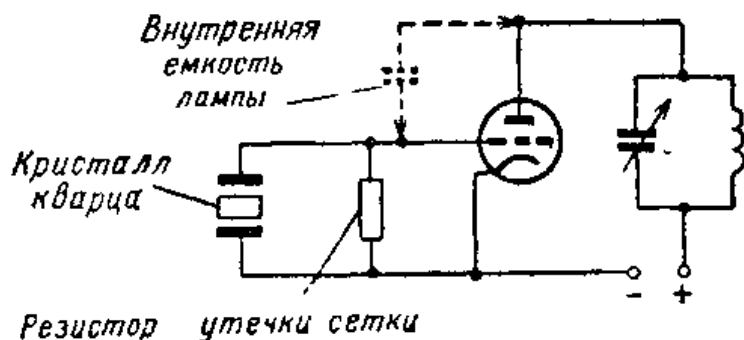 Внутренняя
емкость
лампы
Кристалл
кварца
- +
Резистор утечки сетки